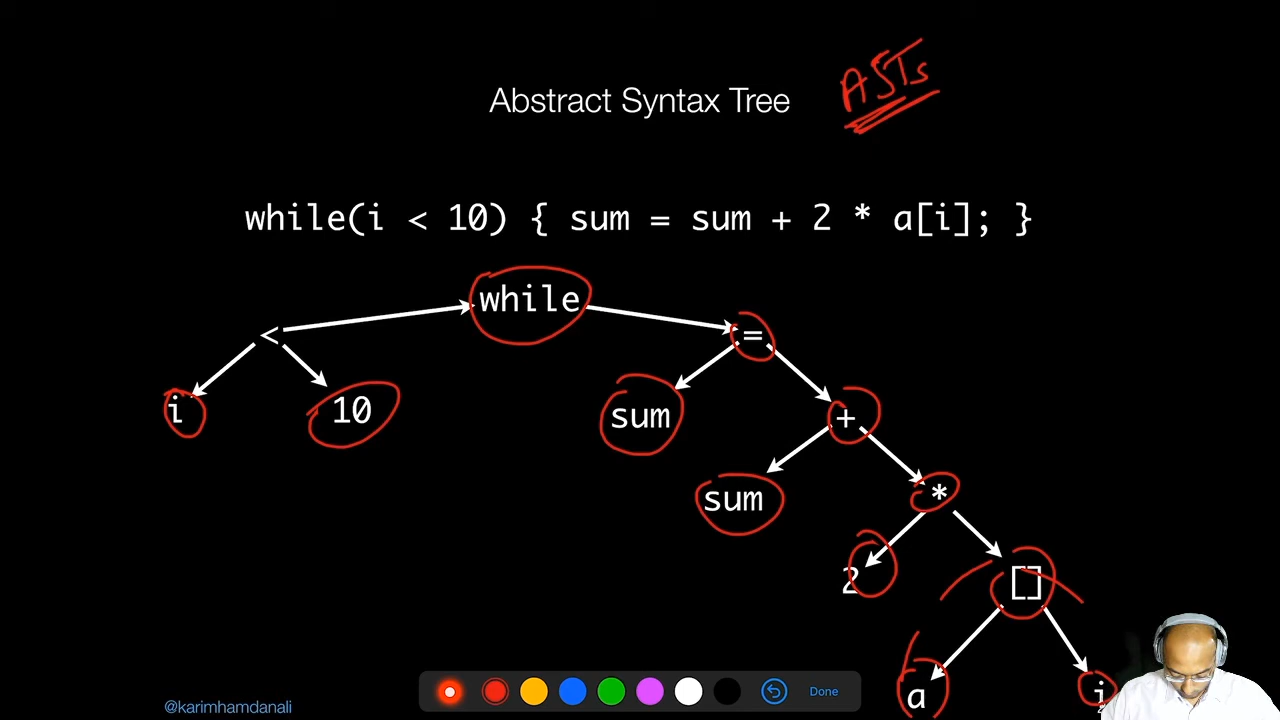 Abstract Syntax Tree ASTs
while(i < 10) { sum = sum + 2 * a[i]; }
while
< =
i 10 sum +
sum *
2 []
a i
Done
@karimhamdanali